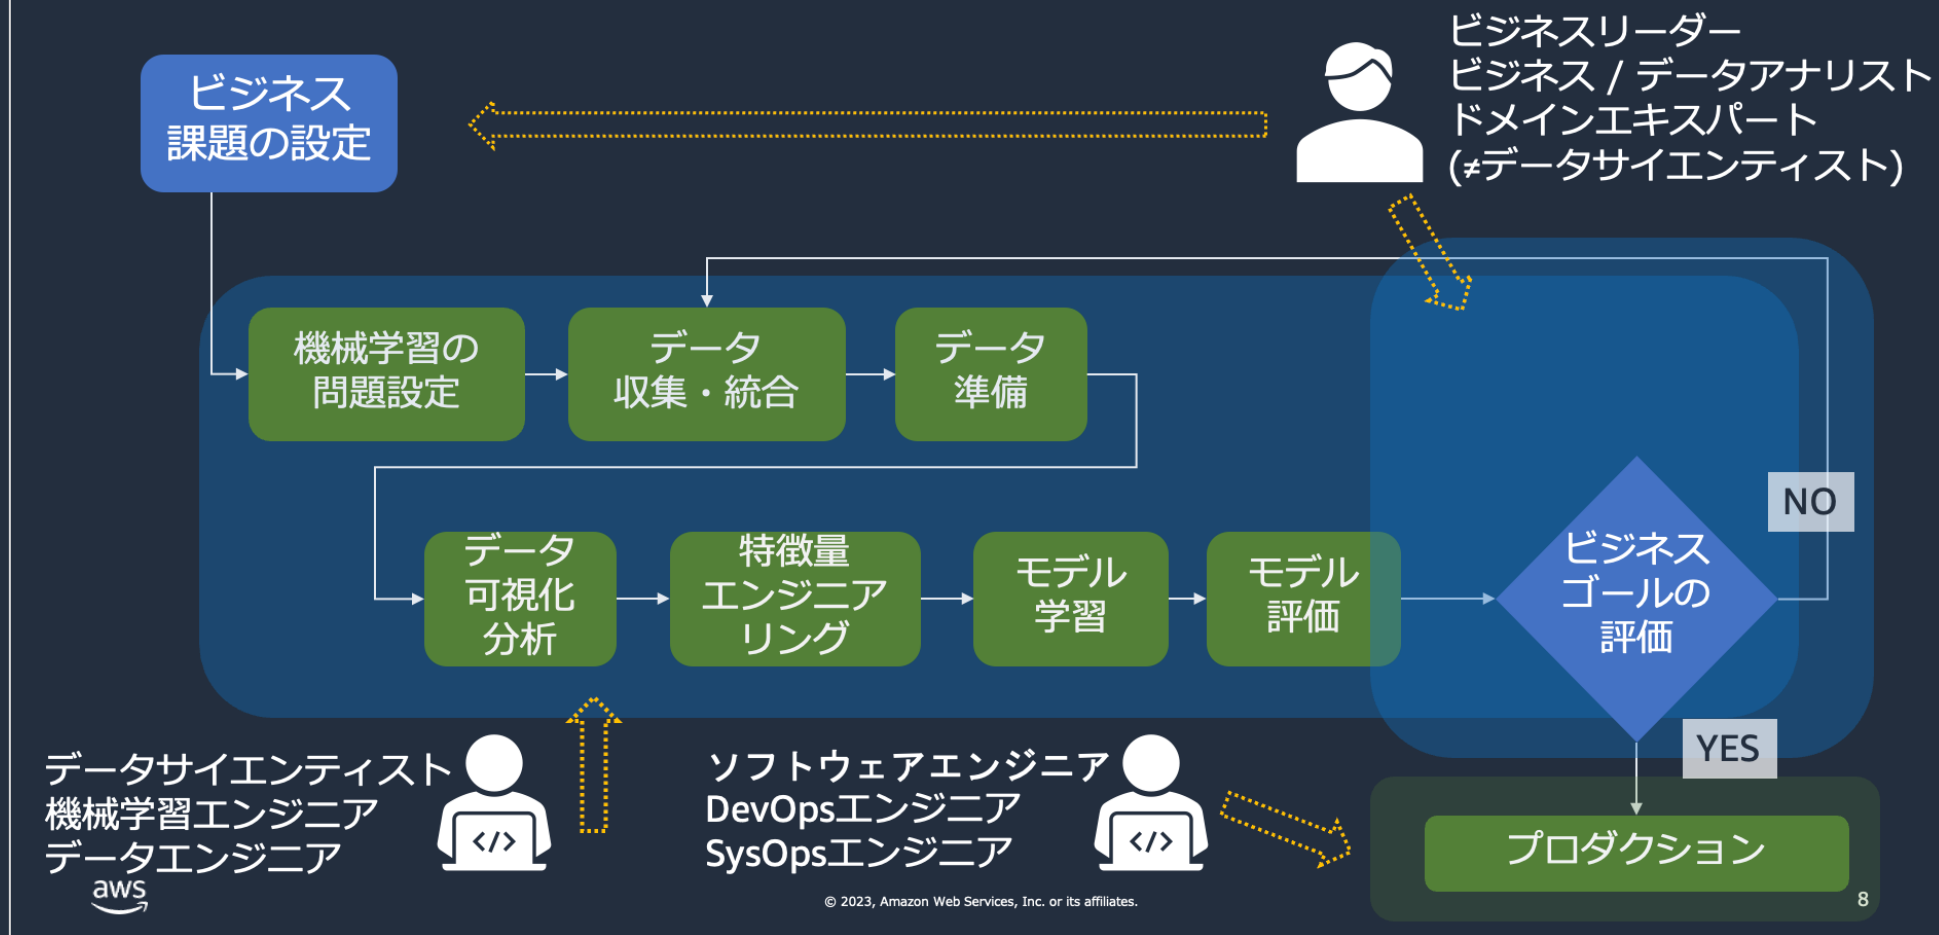 ビジネス
課題の設定
ビジネスリーダー
ビジネス / データアナリスト
ドメインエキスパート
(≠データサイエンティスト)
機械学習の
問題設定
データ
収集・統合
データ
準備
データ
可視化
分析
特徴量
エンジニア
リング
モデル
学習
モデル
評価
ビジネス
ゴールの
評価
NO
YES
データサイエンティスト
機械学習エンジニア
データエンジニア
</>
ソフトウェアエンジニア
DevOpsエンジニア
SysOpsエンジニア
</>
プロダクション
aws
© 2023, Amazon Web Services, Inc. or its affiliates.
8